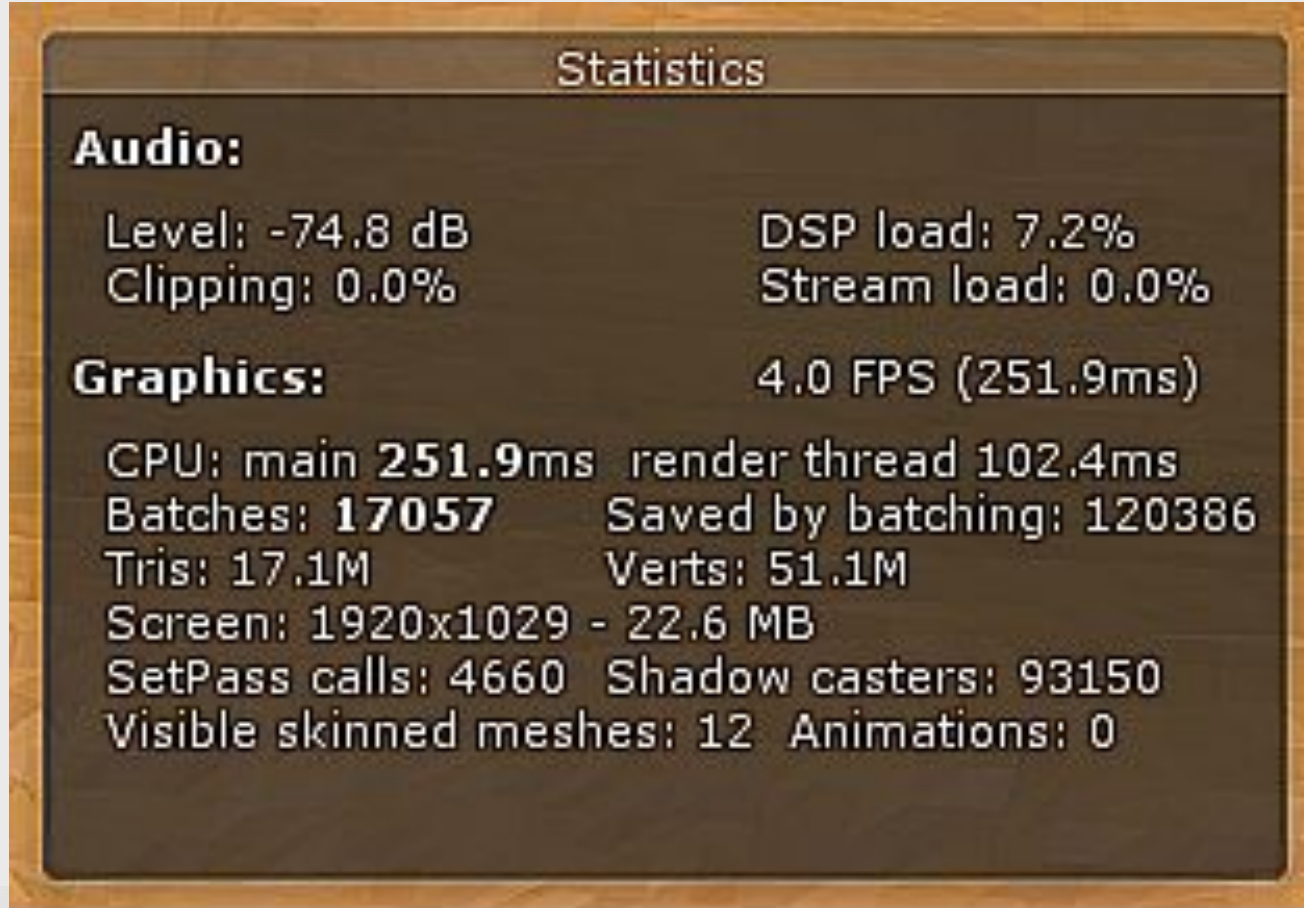 Statistics
Audio:
Level: -74.8 dB DSP load: 7.2%
Clipping: 0.0% Stream load: 0.0%
Graphics: 4.0 FPS (251.9ms)
CPU: main 251.9ms render thread 102.4ms
Batches: 17057 Saved by batching: 120386
Tris: 17.1M Verts: 51.1M
Screen: 1920x1029 - 22.6 MB
SetPass calls: 4660 Shadow casters: 93150
Visible skinned meshes: 12 Animations: 0